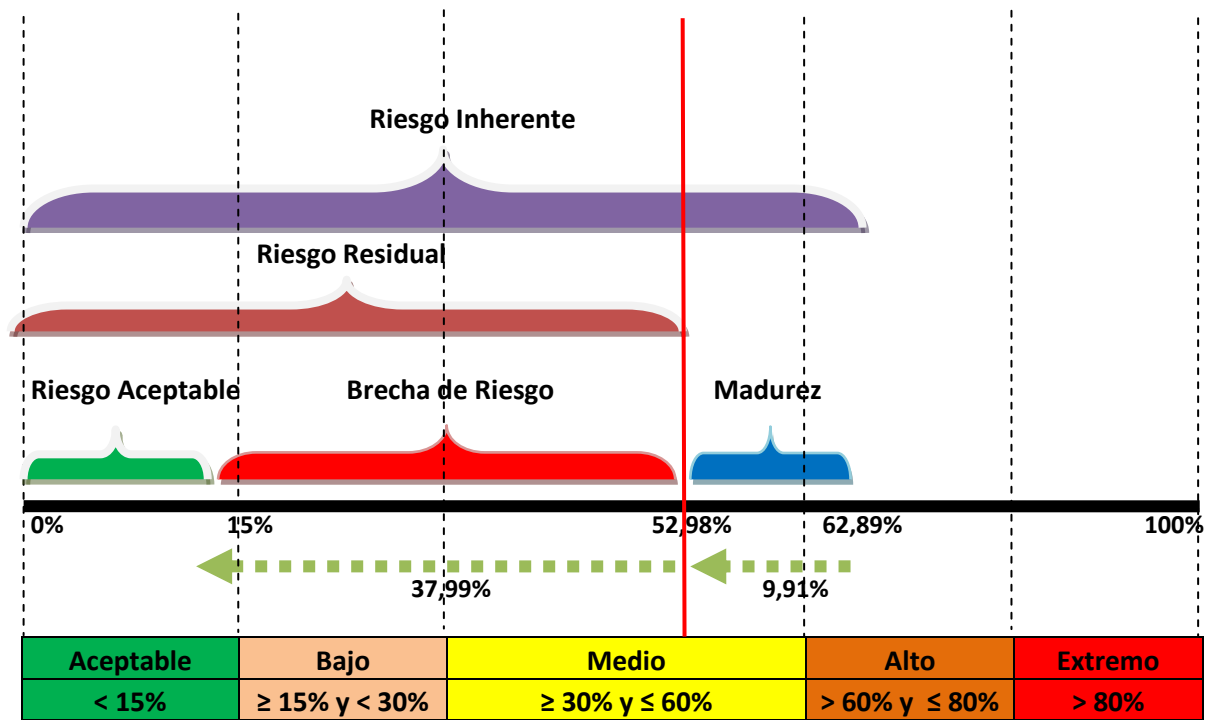 Riesgo Inherente
Riesgo Residual
Riesgo Aceptable Brecha de Riesgo Madurez
0% 15% 52,98% 62,89% 100%
37,99% 9,91%
Aceptable Bajo Medio Alto Extremo
< 15% ≥ 15% y < 30% ≥ 30% y ≤ 60% > 60% y ≤ 80% > 80%